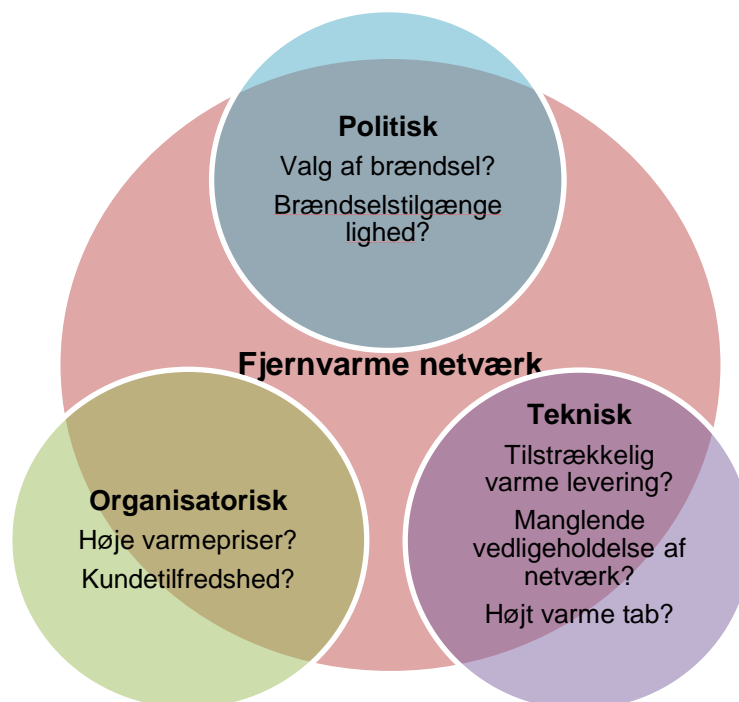 Politisk
Valg af brændsel?
Brændselstilgænge
lighed?
Fjernvarme netværk
Organisatorisk
Høje varmepriser?
Kundetilfredshed?
Teknisk
Tilstrækkelig
varme levering?
Manglende
vedligeholdelse af
netværk?
Højt varme tab?